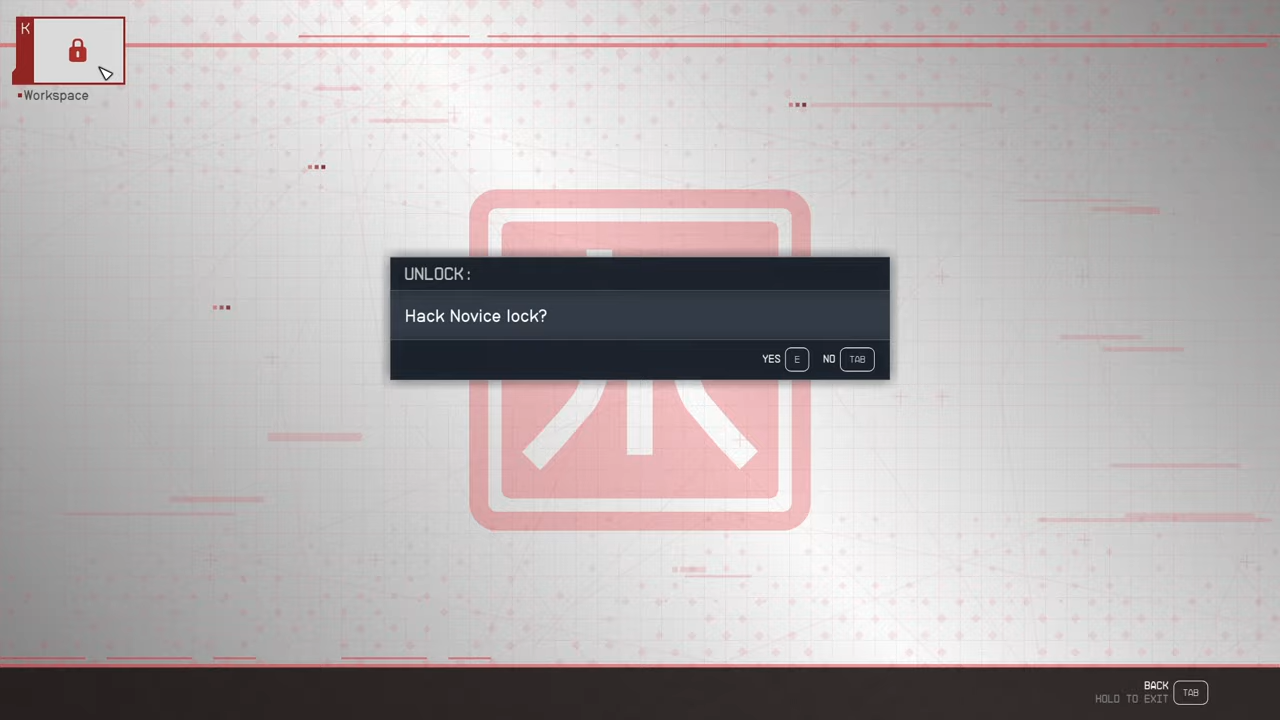 K
Workspace
UNLOCK:
Hack Novice lock?
YES E NO TAB
BACK
HOLD TO EXIT TAB